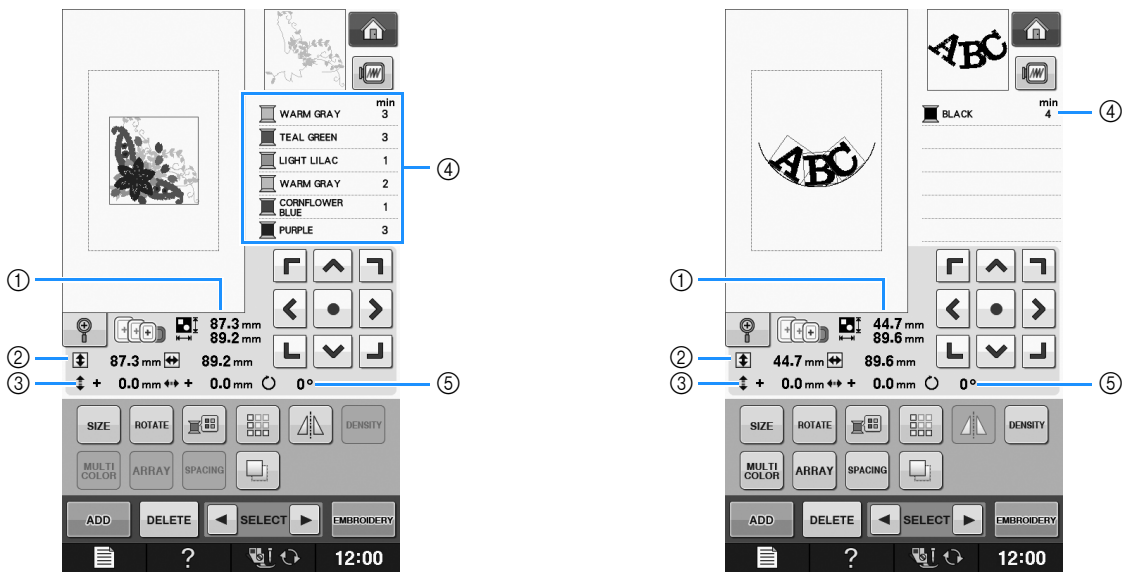 min
WARM GRAY 3
TEAL GREEN 3
LIGHT LILAC 1
WARM GRAY 2
CORNFLOWER
BLUE 1
PURPLE 3
④
①
87.3 mm
89.2 mm
②
87.3 mm 89.2 mm
③
+ 0.0 mm + 0.0 mm 0°
⑤
SIZE ROTATE DENSITY
MULTI
COLOR ARRAY SPACING
ADD DELETE SELECT EMBROIDERY
? 12:00
ABC
min
BLACK 4
④
ABC
①
44.7 mm
89.6 mm
②
44.7 mm 89.6 mm
③
+ 0.0 mm + 0.0 mm 0°
⑤
SIZE ROTATE DENSITY
MULTI
COLOR ARRAY SPACING
ADD DELETE SELECT EMBROIDERY
? 12:00